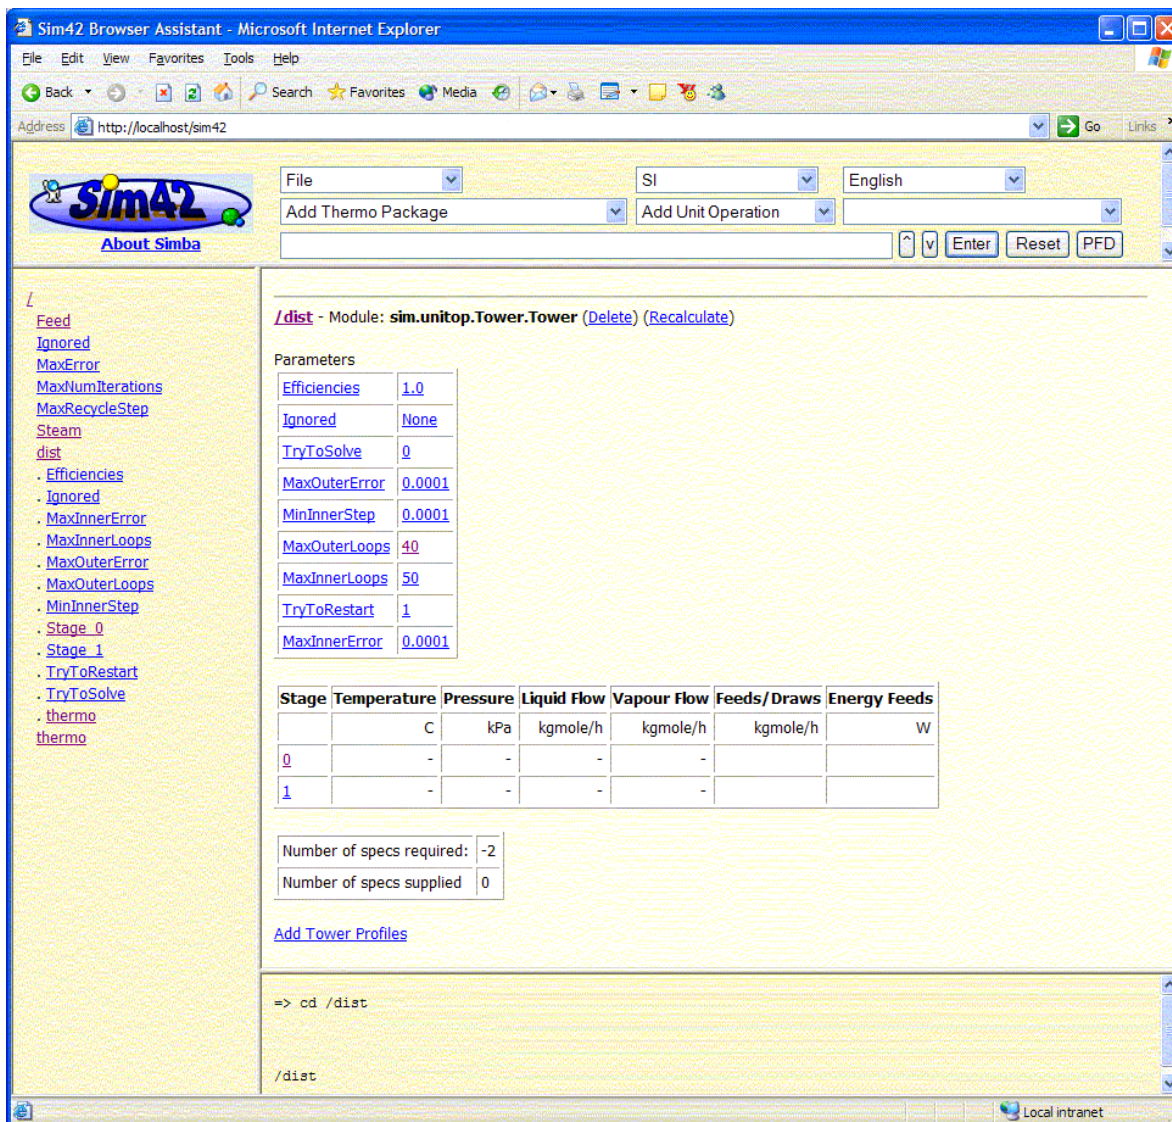 Sim42 Browser Assistant - Microsoft Internet Explorer
File Edit View Favorites Tools Help
Back Search Favorites Media
Address http://localhost/sim42 Go Links
Sim42
About Simba
File SI English
Add Thermo Package Add Unit Operation
^ v Enter Reset PFD
/
Feed
Ignored
MaxError
MaxNumIterations
MaxRecycleStep
Steam
dist
. Efficiencies
. Ignored
. MaxInnerError
. MaxInnerLoops
. MaxOuterError
. MaxOuterLoops
. MinInnerStep
. Stage_0
. Stage_1
. TryToRestart
. TryToSolve
. thermo
thermo
/dist - Module: sim.unitop.Tower.Tower (Delete) (Recalculate)
Parameters
Efficiencies 1.0
Ignored None
TryToSolve 0
MaxOuterError 0.0001
MinInnerStep 0.0001
MaxOuterLoops 40
MaxInnerLoops 50
TryToRestart 1
MaxInnerError 0.0001
Stage Temperature Pressure Liquid Flow Vapour Flow Feeds/Draws Energy Feeds
C kPa kgmole/h kgmole/h kgmole/h W
0 - - - -
1 - - - -
Number of specs required: -2
Number of specs supplied 0
Add Tower Profiles
=> cd /dist
/dist
Local intranet